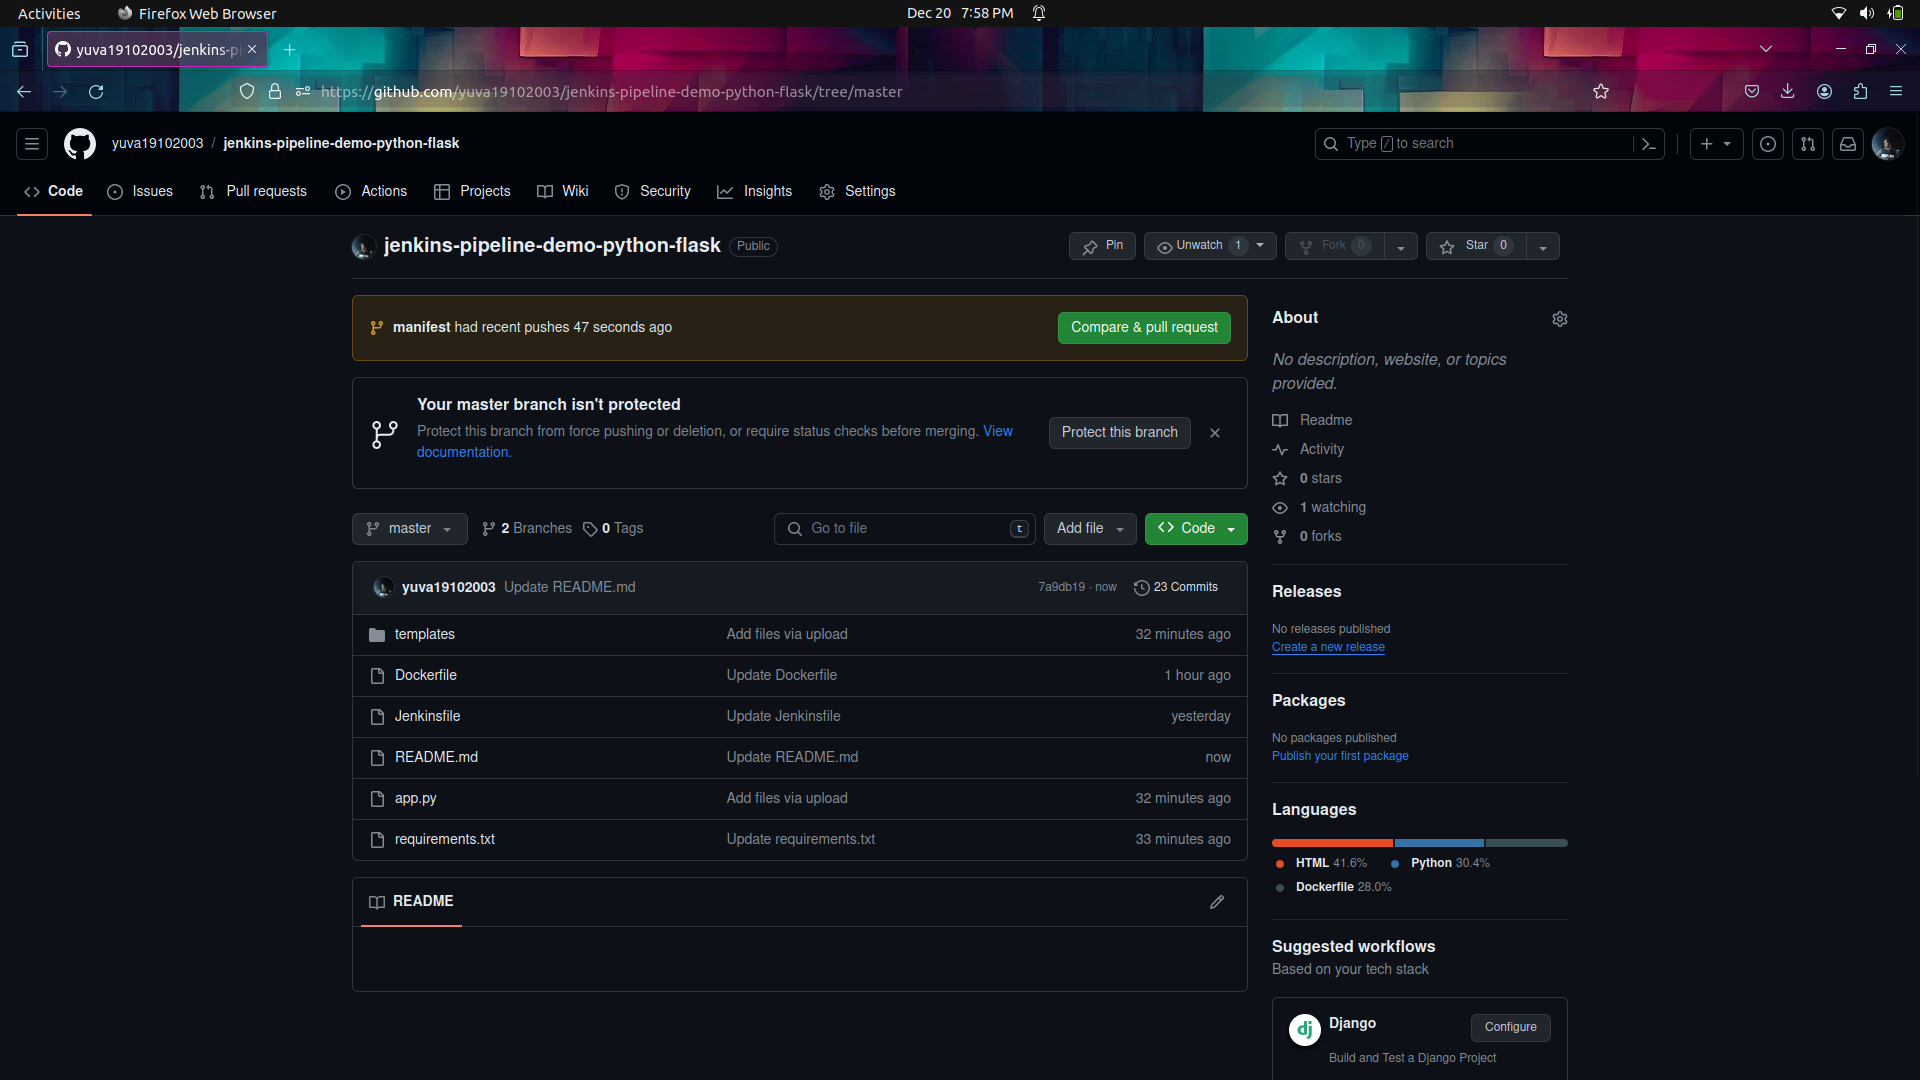 Activities Firefox Web Browser Dec 20 7:58 PM
yuva19102003/jenkins-pi
https://github.com/yuva19102003/jenkins-pipeline-demo-python-flask/tree/master
yuva19102003 / jenkins-pipeline-demo-python-flask Type / to search
Code Issues Pull requests Actions Projects Wiki Security Insights Settings
jenkins-pipeline-demo-python-flask Public Pin Unwatch 1 Fork 0 Star 0
manifest had recent pushes 47 seconds ago Compare & pull request
Your master branch isn't protected
Protect this branch from force pushing or deletion, or require status checks before merging. View
documentation.
Protect this branch
master 2 Branches 0 Tags Go to file t Add file Code
yuva19102003 Update README.md 7a9db19 · now 23 Commits
templates Add files via upload 32 minutes ago
Dockerfile Update Dockerfile 1 hour ago
Jenkinsfile Update Jenkinsfile yesterday
README.md Update README.md now
app.py Add files via upload 32 minutes ago
requirements.txt Update requirements.txt 33 minutes ago
README
About
No description, website, or topics
provided.
Readme
Activity
0 stars
1 watching
0 forks
Releases
No releases published
Create a new release
Packages
No packages published
Publish your first package
Languages
HTML 41.6% Python 30.4%
Dockerfile 28.0%
Suggested workflows
Based on your tech stack
dj Django Configure
Build and Test a Django Project